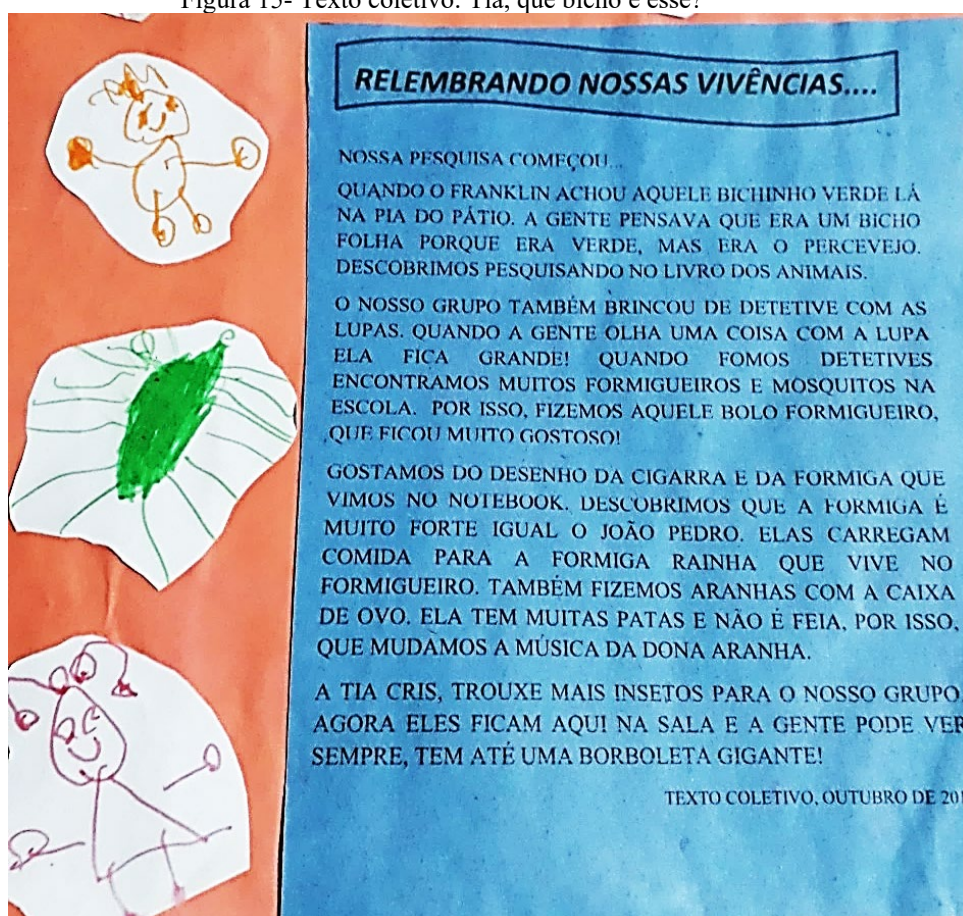 Figura 15- Texto coletivo: Tia, que bicho é esse?
RELEMBRANDO NOSSAS VIVÊNCIAS....
NOSSA PESQUISA COMEÇOU...
QUANDO O FRANKLIN ACHOU AQUELE BICHINHO VERDE LÁ
NA PIA DO PÁTIO. A GENTE PENSAVA QUE ERA UM BICHO
FOLHA PORQUE ERA VERDE, MAS ERA O PERCEVEJO.
DESCOBRIMOS PESQUISANDO NO LIVRO DOS ANIMAIS.
O NOSSO GRUPO TAMBÉM BRINCOU DE DETETIVE COM AS
LUPAS. QUANDO A GENTE OLHA UMA COISA COM A LUPA
ELA FICA GRANDE! QUANDO FOMOS DETETIVES
ENCONTRAMOS MUITOS FORMIGUEIROS E MOSQUITOS NA
ESCOLA. POR ISSO, FIZEMOS AQUELE BOLO FORMIGUEIRO,
QUE FICOU MUITO GOSTOSO!
GOSTAMOS DO DESENHO DA CIGARRA E DA FORMIGA QUE
VIMOS NO NOTEBOOK. DESCOBRIMOS QUE A FORMIGA É
MUITO FORTE IGUAL O JOÃO PEDRO. ELAS CARREGAM
COMIDA PARA A FORMIGA RAINHA QUE VIVE NO
FORMIGUEIRO. TAMBÉM FIZEMOS ARANHAS COM A CAIXA
DE OVO. ELA TEM MUITAS PATAS E NÃO É FEIA, POR ISSO,
QUE MUDAMOS A MÚSICA DA DONA ARANHA.
A TIA CRIS, TROUXE MAIS INSETOS PARA O NOSSO GRUPO
AGORA ELES FICAM AQUI NA SALA E A GENTE PODE VER
SEMPRE, TEM ATÉ UMA BORBOLETA GIGANTE!
TEXTO COLETIVO, OUTUBRO DE 201